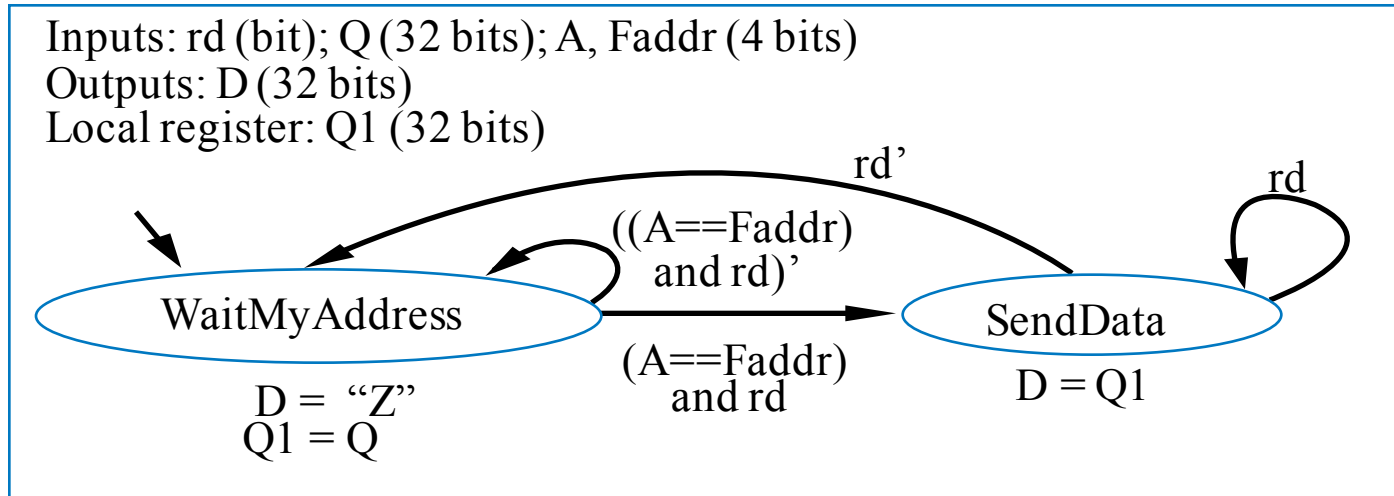 Inputs: rd (bit); Q (32 bits); A, Faddr (4 bits)
Outputs: D (32 bits)
Local register: Q1 (32 bits)
rd’
rd
((A==Faddr)
and rd)’
WaitMyAddress
SendData
(A==Faddr)
and rd
D = “Z”
Q1 = Q
D = Q1